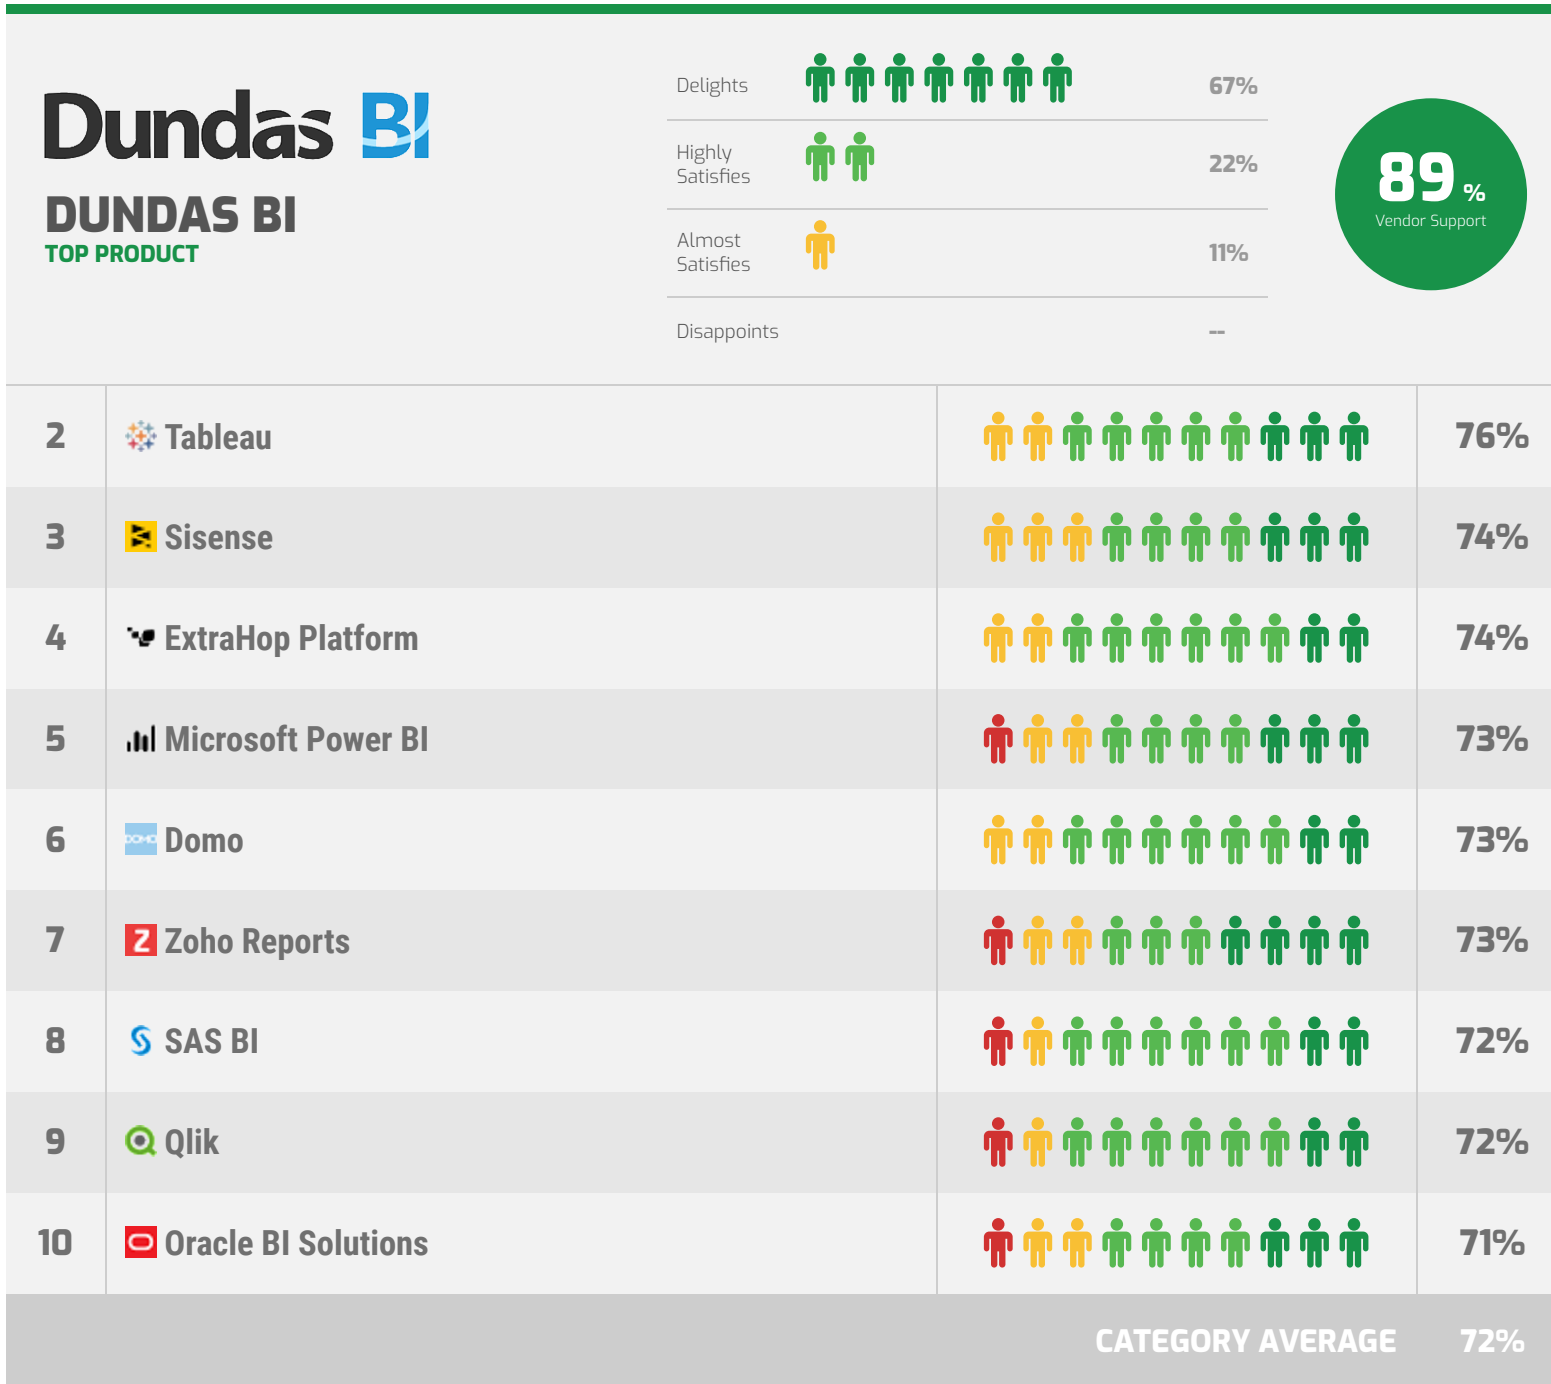 Dundas BI
DUNDAS BI
TOP PRODUCT
Delights 67%
Highly
Satisfies 22%
Almost
Satisfies 11%
Disappoints --
89 %
Vendor Support
2 Tableau 76%
3 Sisense 74%
4 ExtraHop Platform 74%
5 Microsoft Power BI 73%
6 DOMO Domo 73%
7 Z Zoho Reports 73%
8 SAS BI 72%
9 Qlik 72%
10 Oracle BI Solutions 71%
CATEGORY AVERAGE 72%